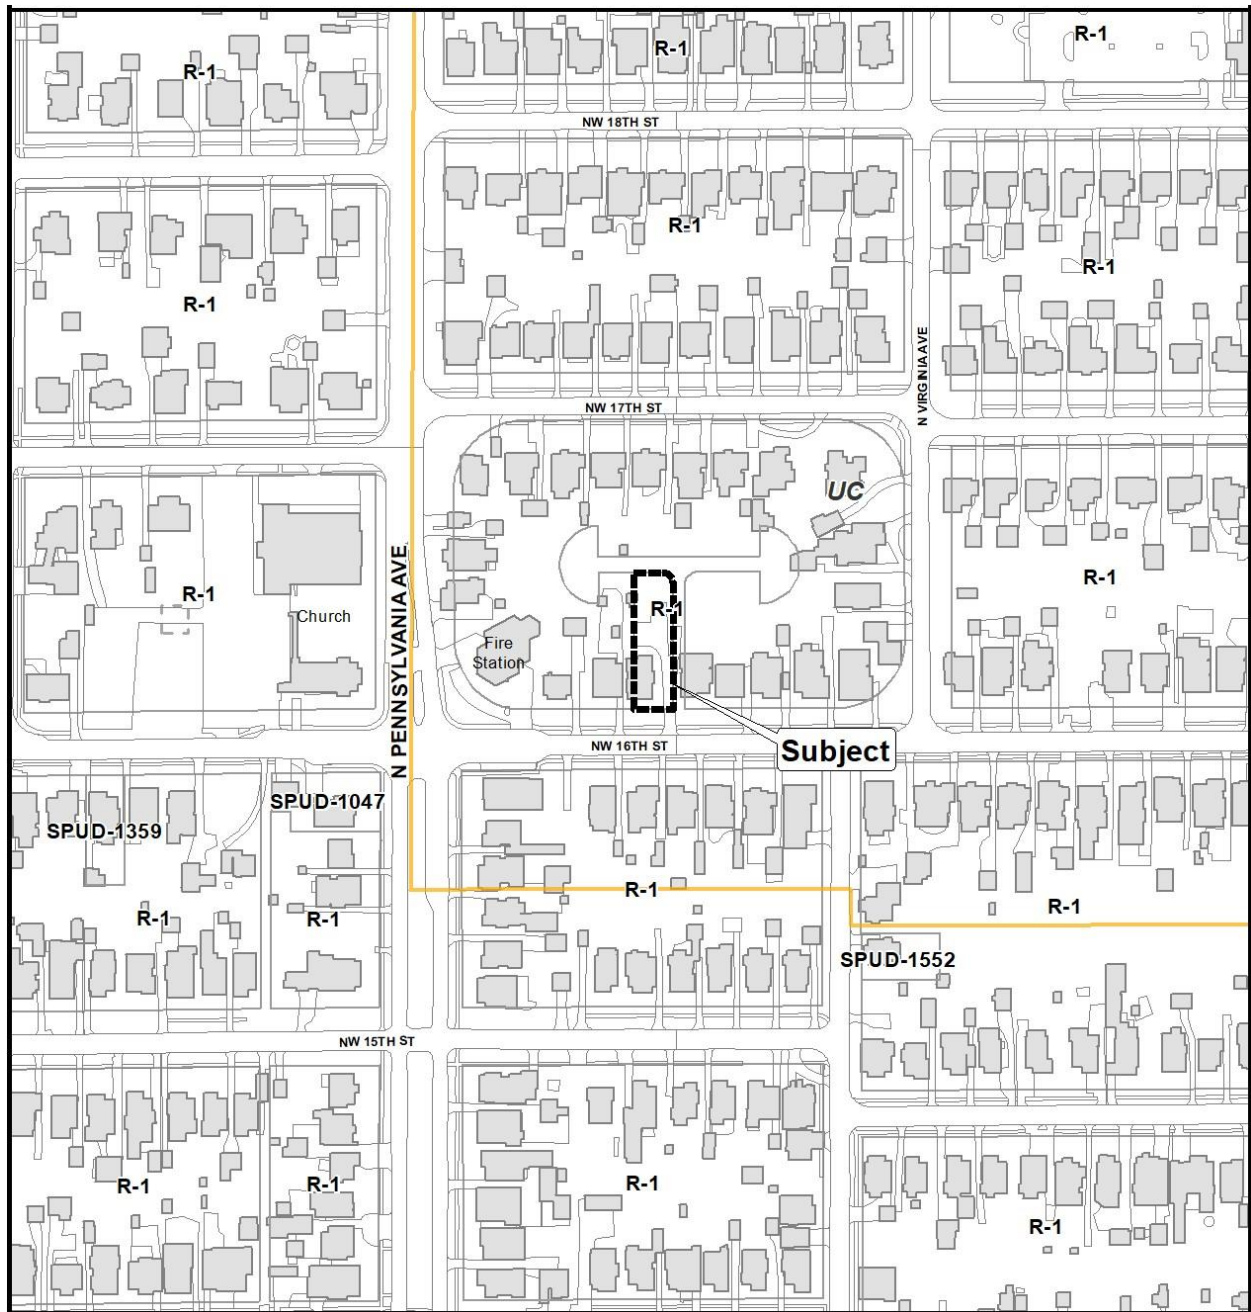 R-1
R-1
R-1
NW 18TH ST
R-1
R-1
R-1
N VIRGINIA AVE
NW 17TH ST
UC
N PENNSYLVANIA AVE
R-1
R-1
R-1
Church
Fire
Station
NW 16TH ST
Subject
SPUD-1047
SPUD-1359
R-1
R-1
R-1
R-1
SPUD-1552
NW 15TH ST
R-1
R-1
R-1
R-1